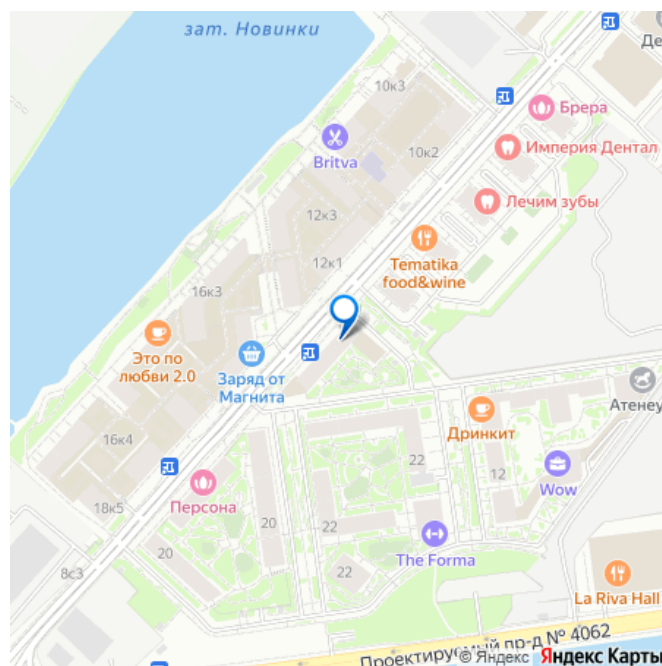 зат. Новинки
Де
10к3
Брера
Britva
10к2
Империя Дентал
Лечим зубы
12к3
Tematika
food&wine
12к1
16к3
Это по
любви 2.0
Заряд от
Магнита
Атенеу
Дринкит
16к4
22
12
Персона
Wow
18к5
20
22
20
The Forma
8с3
22
La Riva Hall
Проектируемый пр-д № 4062
© Яндекс Яндекс Карты